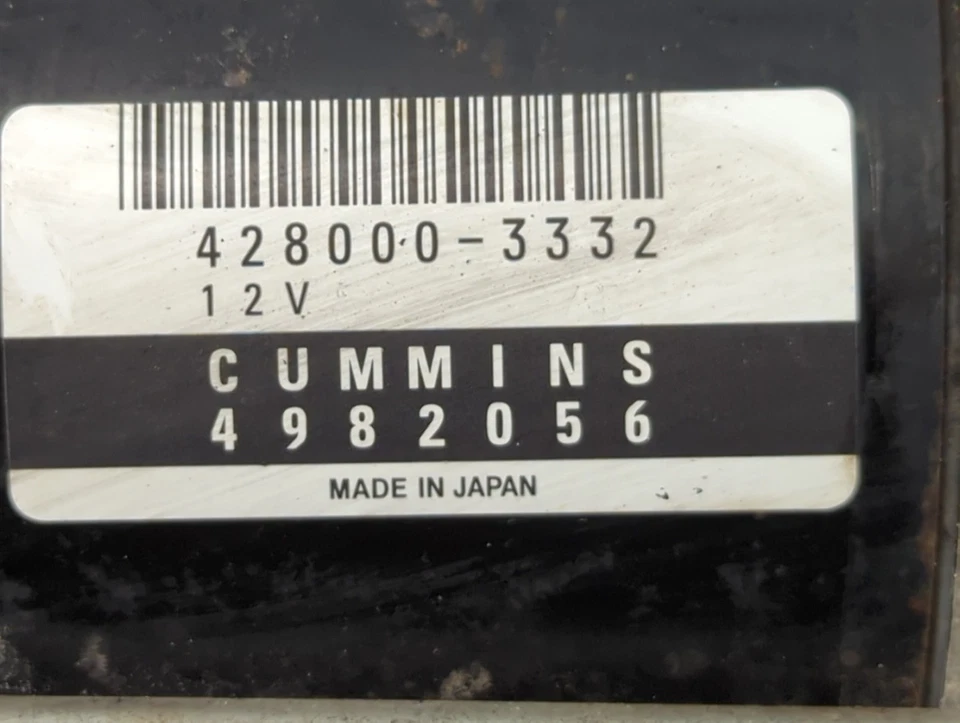 428000-3332
12V
CUMMINS
4982056
MADE IN JAPAN